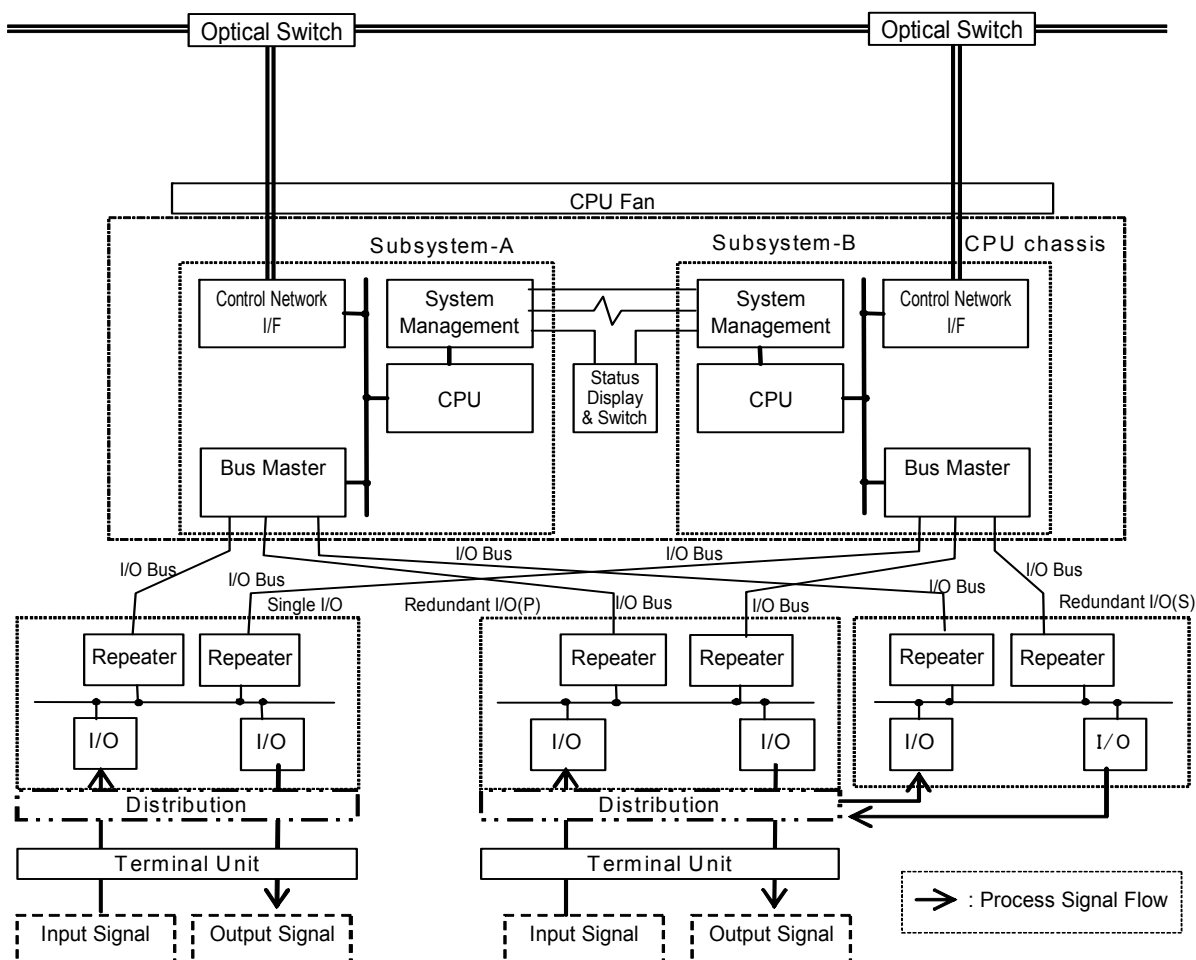 Optical Switch
Optical Switch
CPU Fan
Subsystem-A
Subsystem-B
CPU chassis
Control Network
I/F
System
Management
System
Management
Control Network
I/F
CPU
Status
Display
& Switch
CPU
Bus Master
Bus Master
I/O Bus
I/O Bus
I/O Bus
I/O Bus
I/O Bus
I/O Bus
I/O Bus
I/O Bus
Single I/O
Redundant I/O(P)
I/O Bus
I/O Bus
Redundant I/O(S)
Repeater
Repeater
Repeater
Repeater
Repeater
Repeater
I/O
I/O
I/O
I/O
I/O
I/O
Distribution
Distribution
Terminal Unit
Terminal Unit
: Process Signal Flow
Input Signal
Output Signal
Input Signal
Output Signal